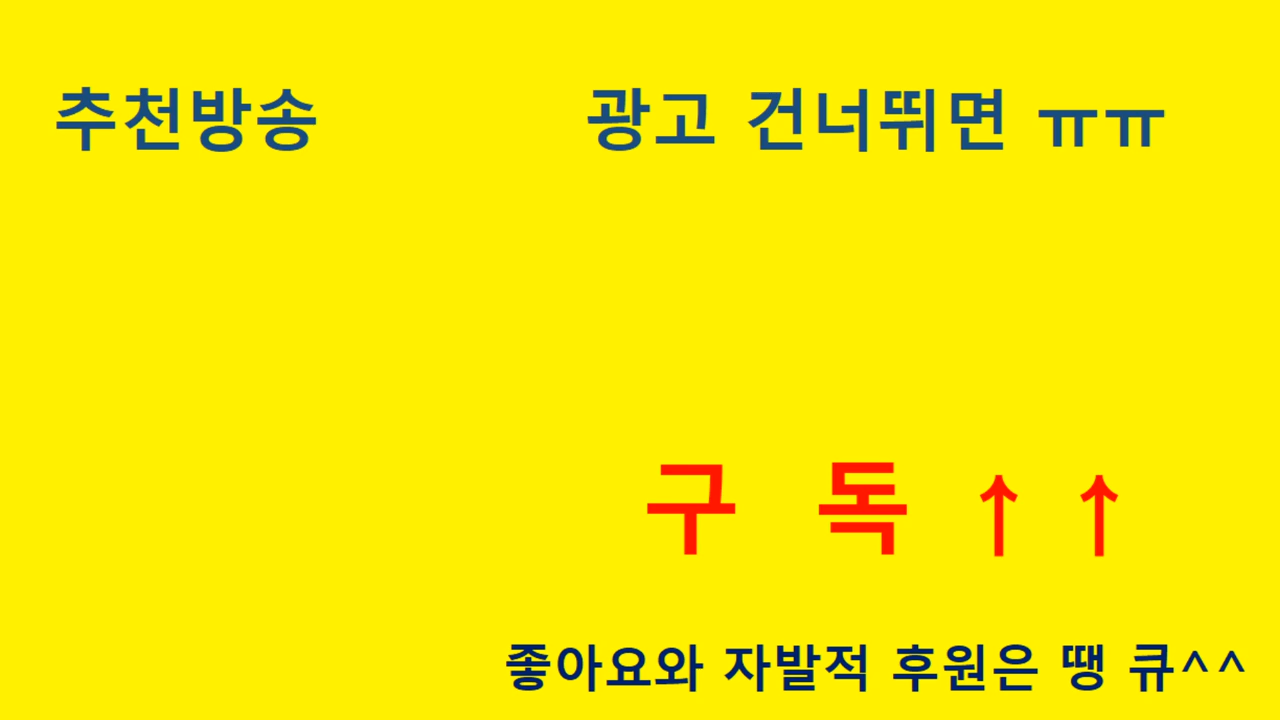 추천방송
광고 건너뛰면 ㅠㅠ
구 독 ↑ ↑
좋아요와 자발적 후원은 땡 큐^^